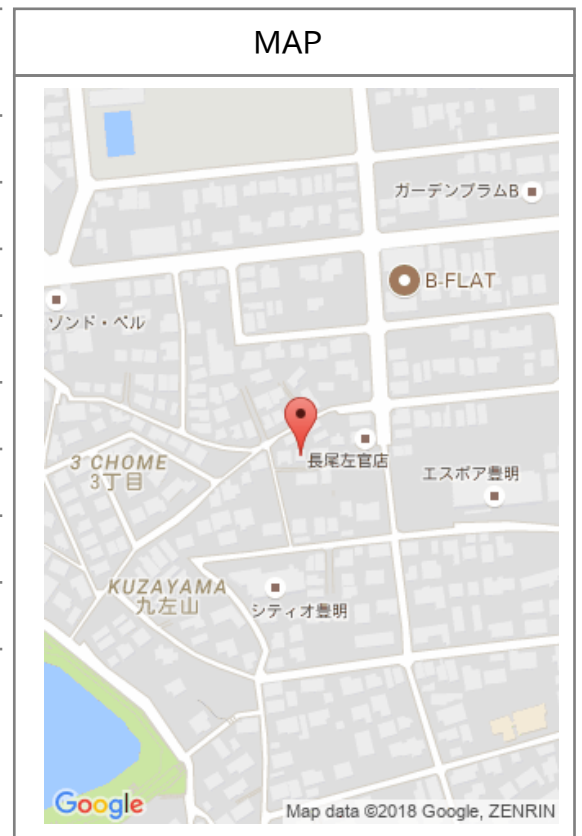 MAP
ガーデンプラムB
B-FLAT
ゾンド・ベル
長尾左官店
3 CHOME
3丁目
エスポア豊明
KUZAYAMA
九左山
シティオ豊明
Google
Map data ©2018 Google, ZENRIN